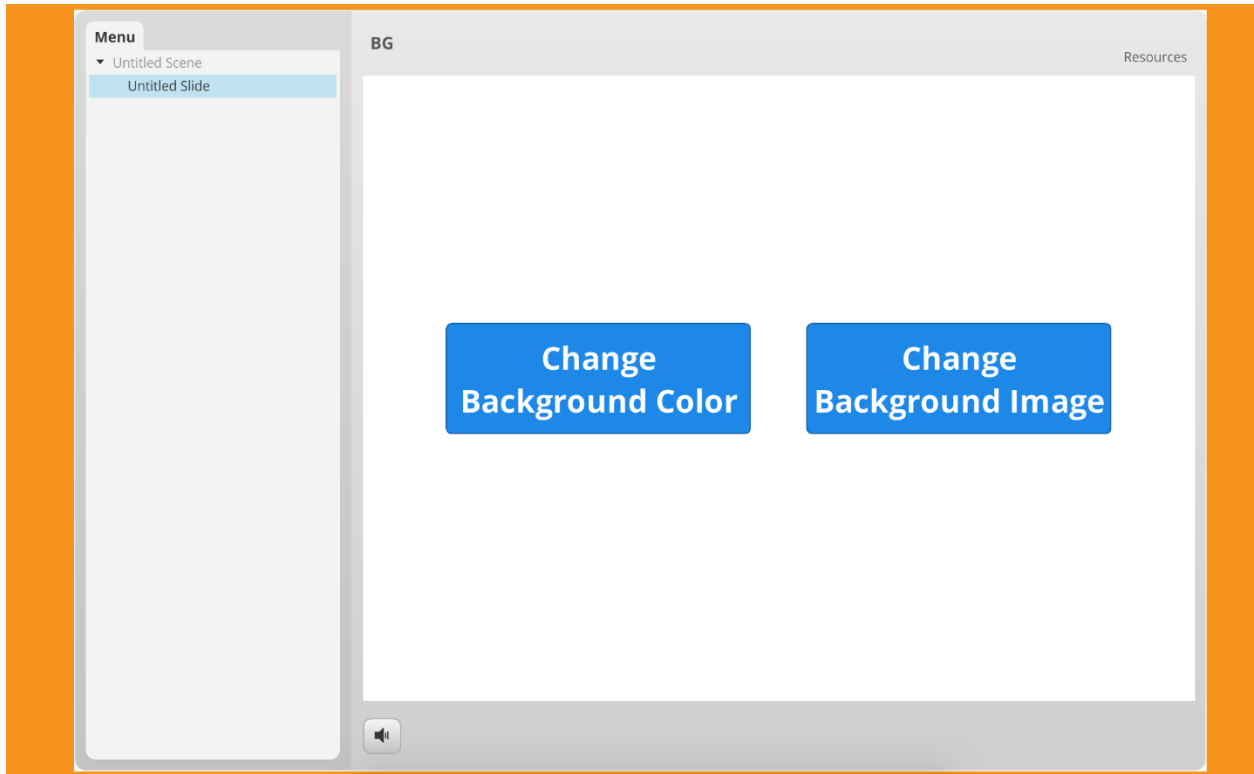 Menu
Untitled Scene
Untitled Slide
BG
Resources
Change
Background Color
Change
Background Image